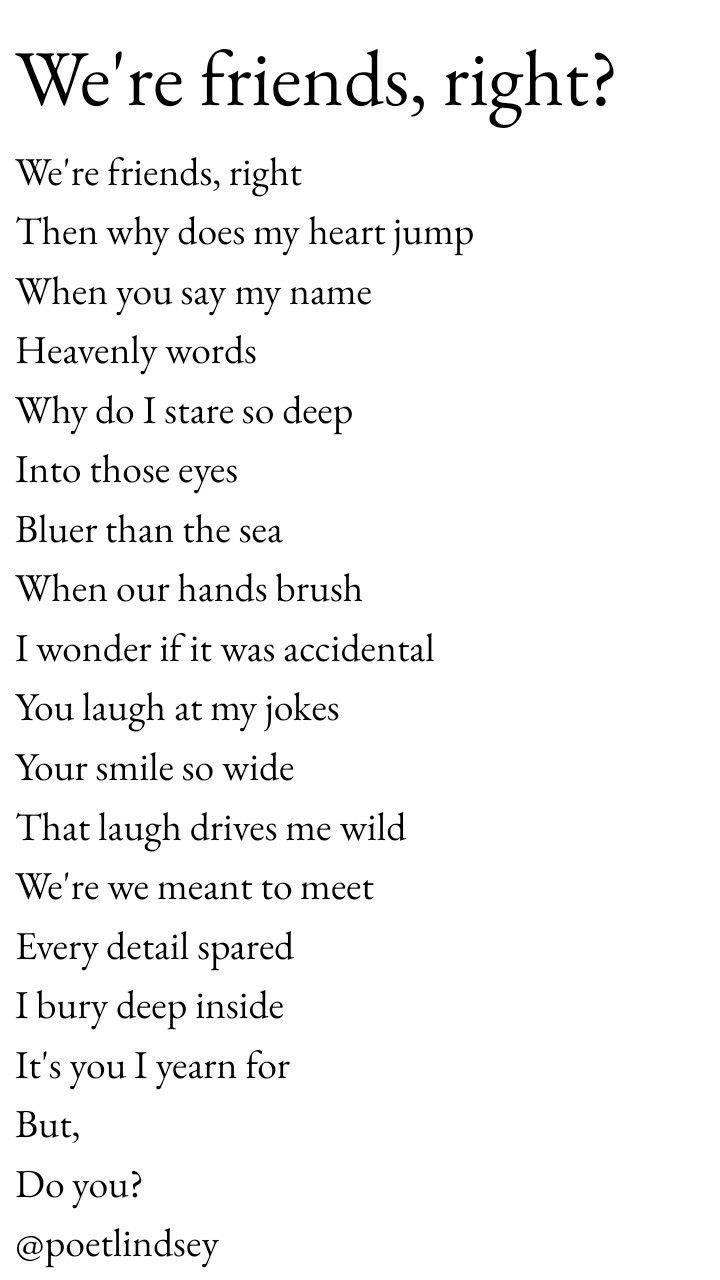 We're friends, right?
We're friends, right
Then why does my heart jump
When you say my name
Heavenly words
Why do I stare so deep
Into those eyes
Bluer than the sea
When our hands brush
I wonder if it was accidental
You laugh at my jokes
Your smile so wide
That laugh drives me wild
We're we meant to meet
Every detail spared
I bury deep inside
It's you I yearn for
But,
Do you?
@poetlindsey